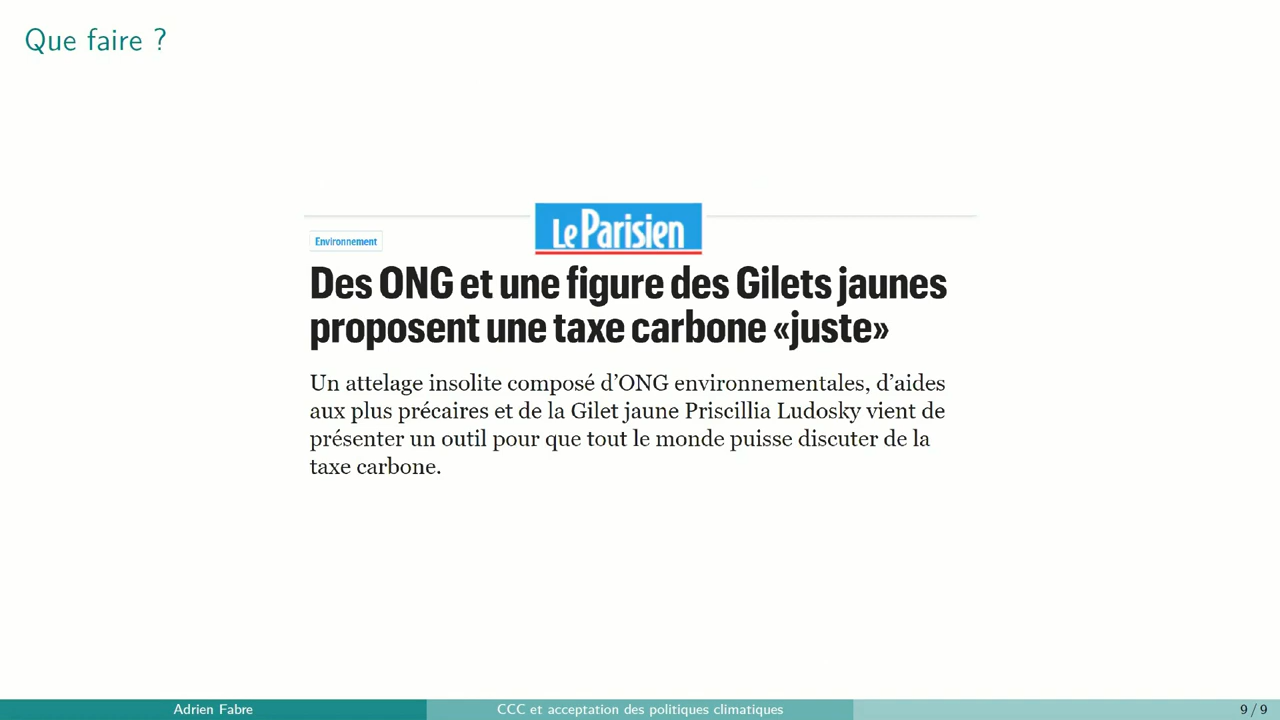 Que faire ?
Le Parisien
Environnement
Des ONG et une figure des Gilets jaunes
proposent une taxe carbone «juste»
Un attelage insolite composé d’ONG environnementales, d’aides
aux plus précaires et de la Gilet jaune Priscillia Ludosky vient de
présenter un outil pour que tout le monde puisse discuter de la
taxe carbone.
Adrien Fabre
CCC et acceptation des politiques climatiques
9 / 9